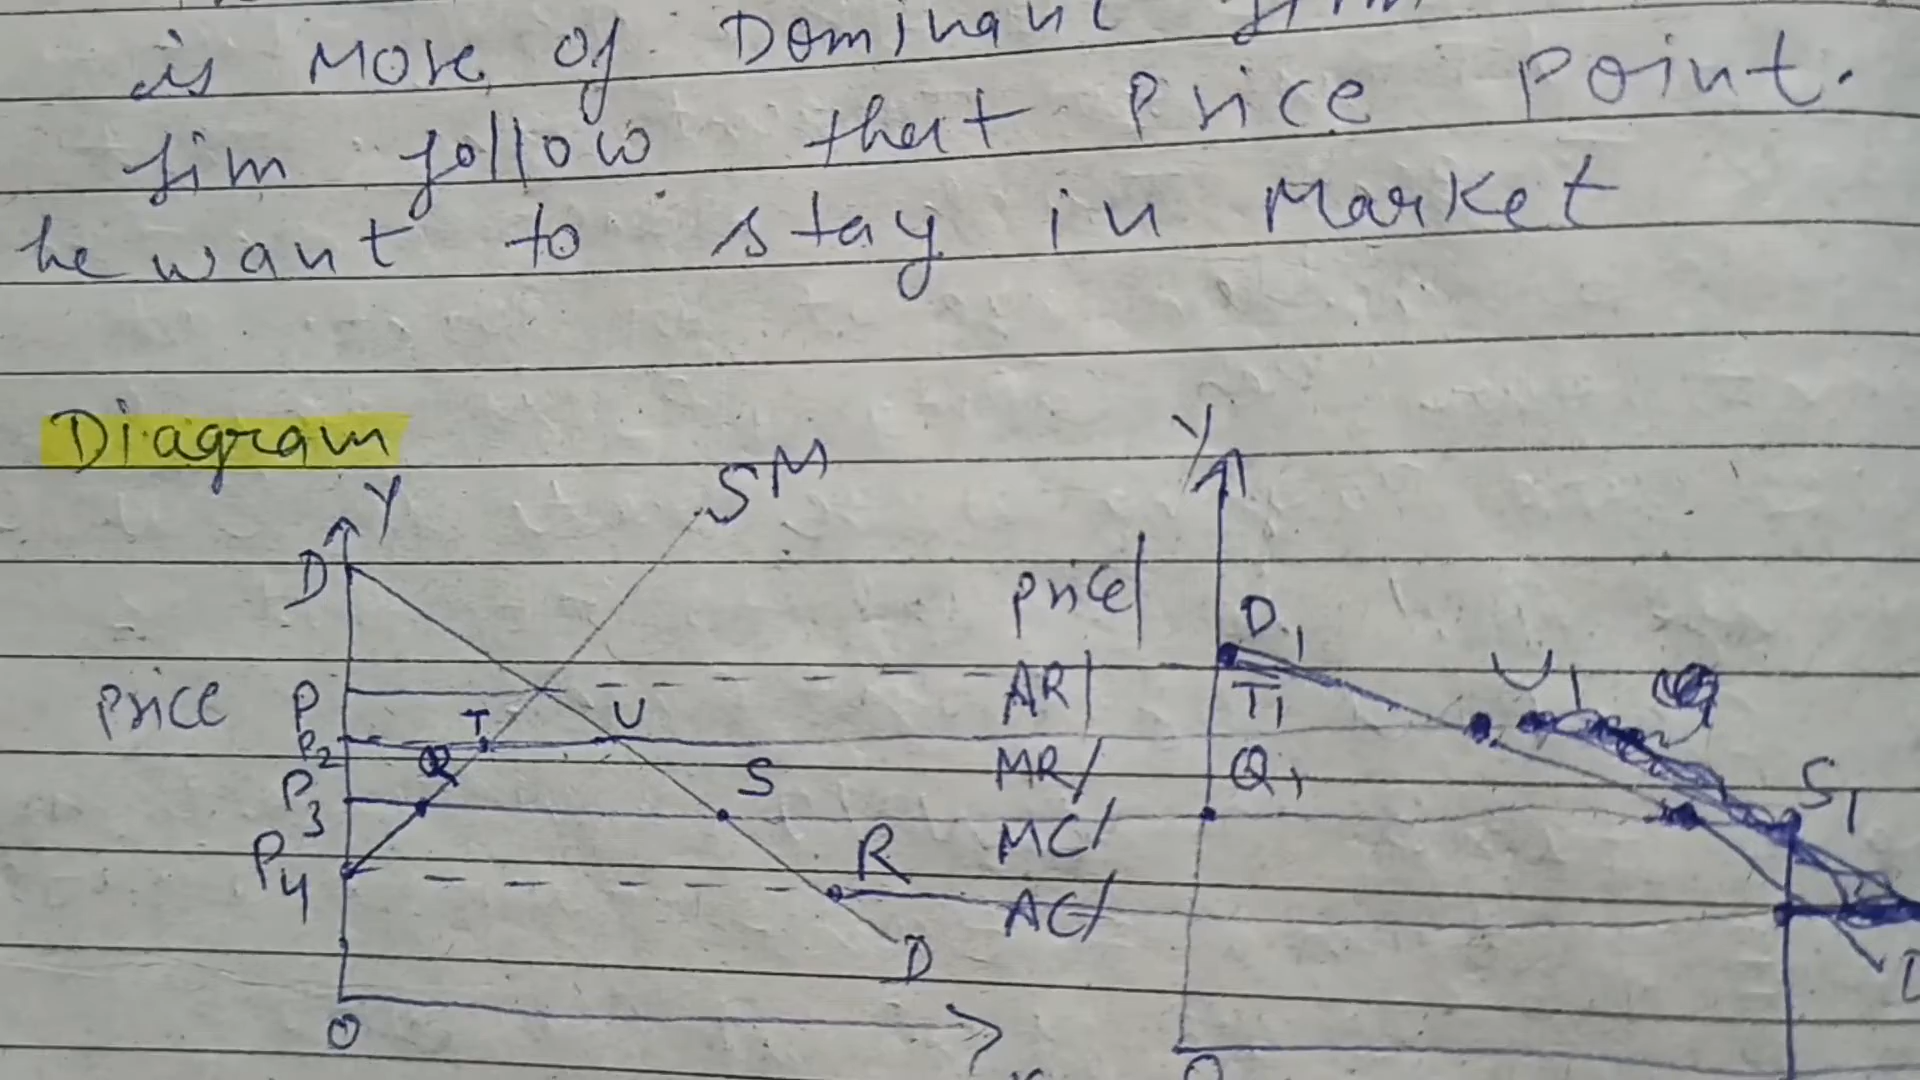 is More of Dominant
fim follow that Price Point.
he want to stay in Market
Diagram
SM
Y
Y
D
Price/
D1
U1
Price
P
AR/
T1
T
U
P2
Q
S
MR/
Q1
S1
P3
R
MC/
P4
AC/
D
O